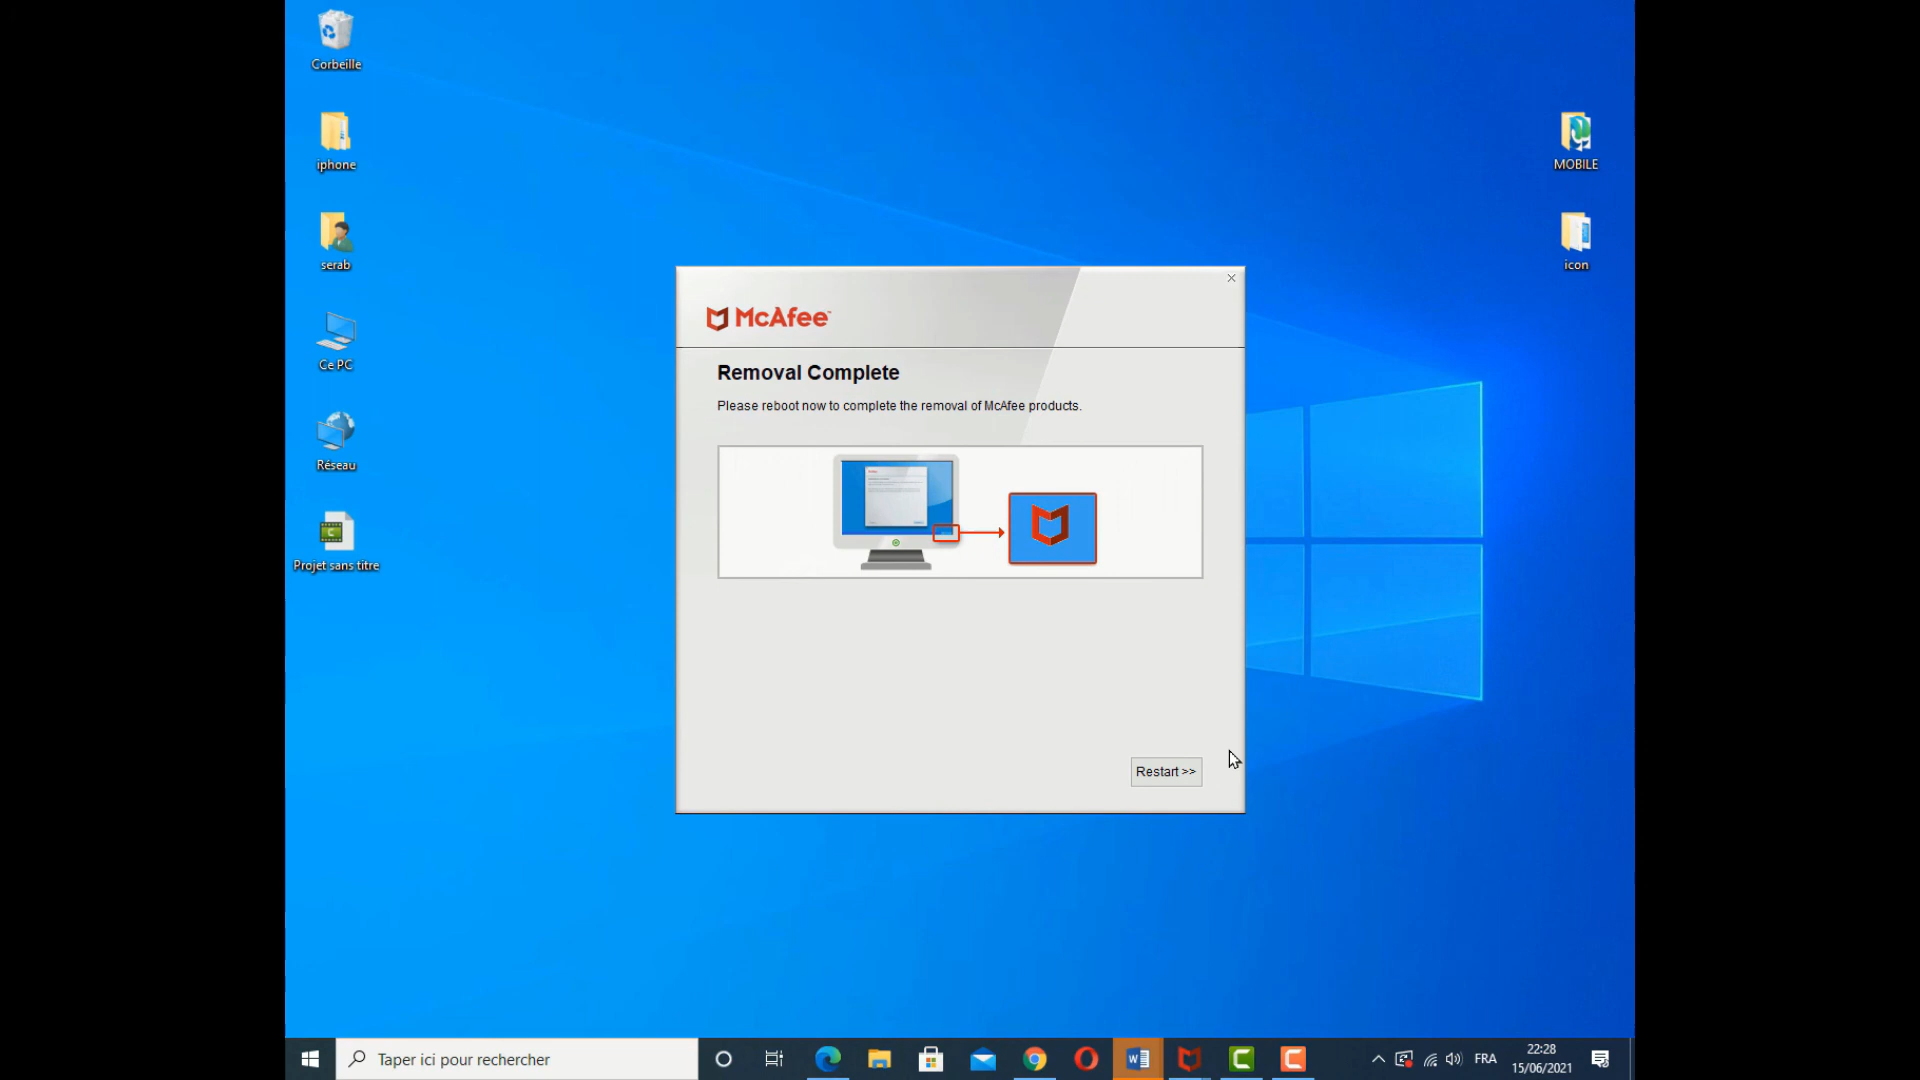 Corbeille
iphone
MOBILE
serab
icon
Ce PC
Réseau
Projet sans titre
McAfee
Removal Complete
Please reboot now to complete the removal of McAfee products.
Restart >>
Taper ici pour rechercher
FRA
22:28
15/06/2021